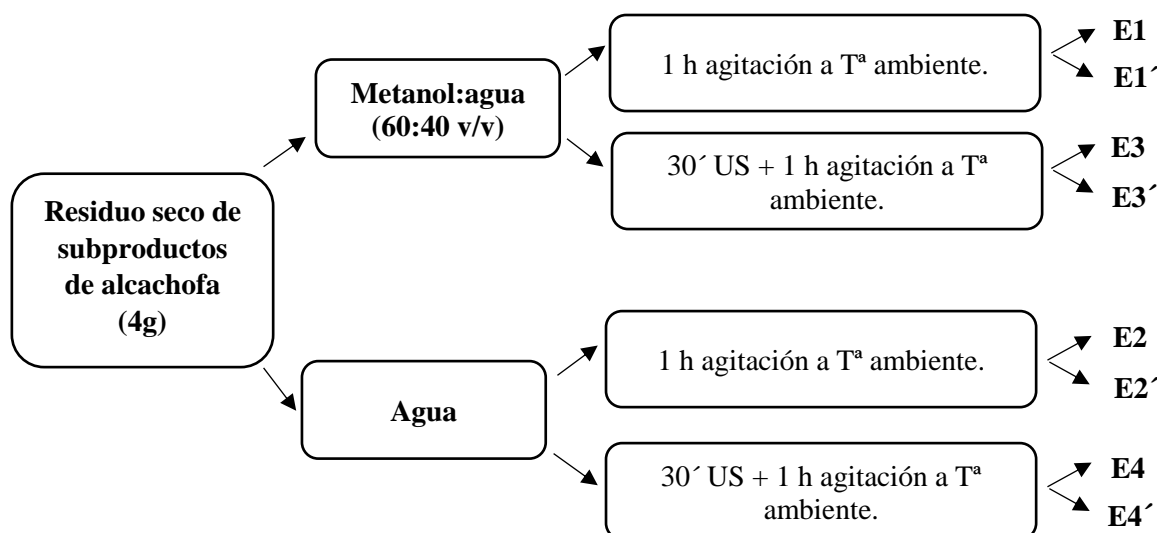 Residuo seco de
subproductos
de alcachofa
(4g)
Metanol:agua
(60:40 v/v)
1 h agitación a Tª ambiente.
E1
E1´
30´ US + 1 h agitación a Tª
ambiente.
E3
E3´
Agua
1 h agitación a Tª ambiente.
E2
E2´
30´ US + 1 h agitación a Tª
ambiente.
E4
E4´